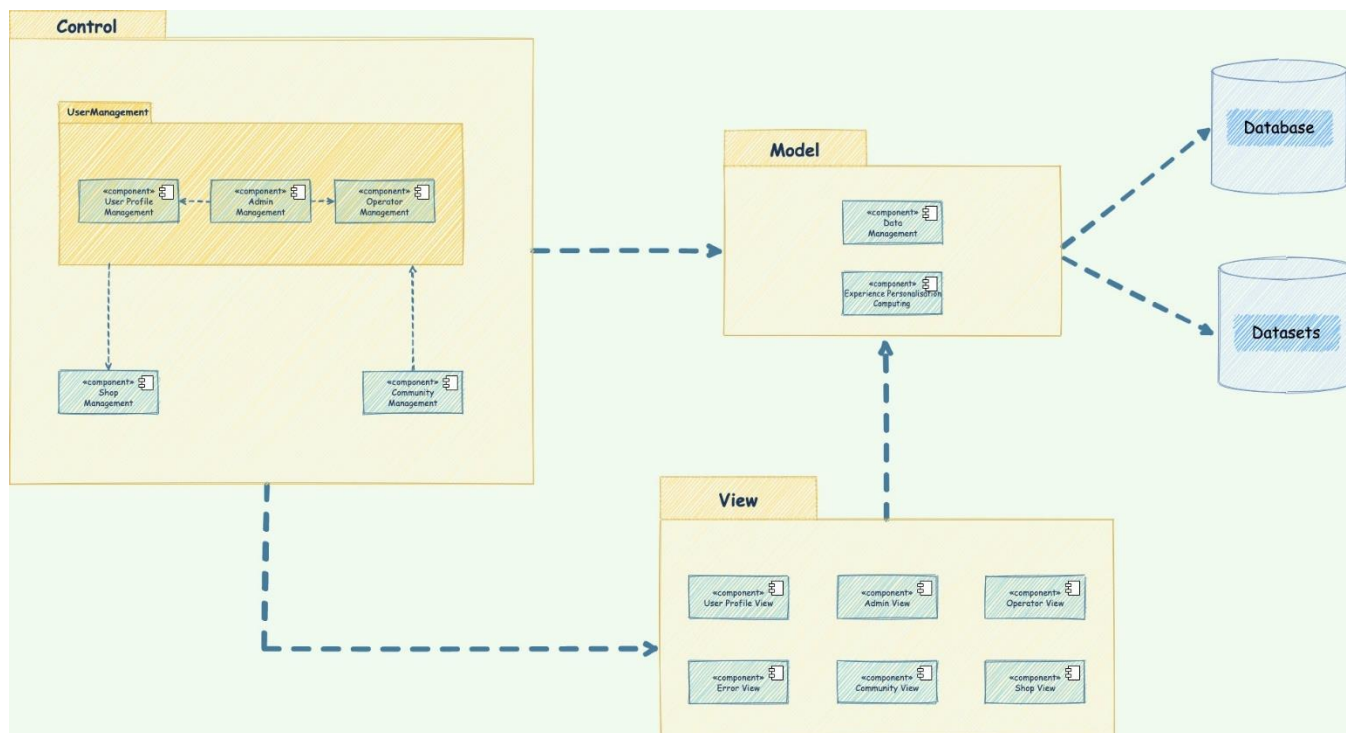 Control
UserManagement
«component»
User Profile
Management
«component»
Admin
Management
«component»
Operator
Management
«component»
Shop
Management
«component»
Community
Management
Model
«component»
Data
Management
«component»
Experience Personalisation
Computing
Database
Datasets
View
«component»
User Profile View
«component»
Admin View
«component»
Operator View
«component»
Error View
«component»
Community View
«component»
Shop View